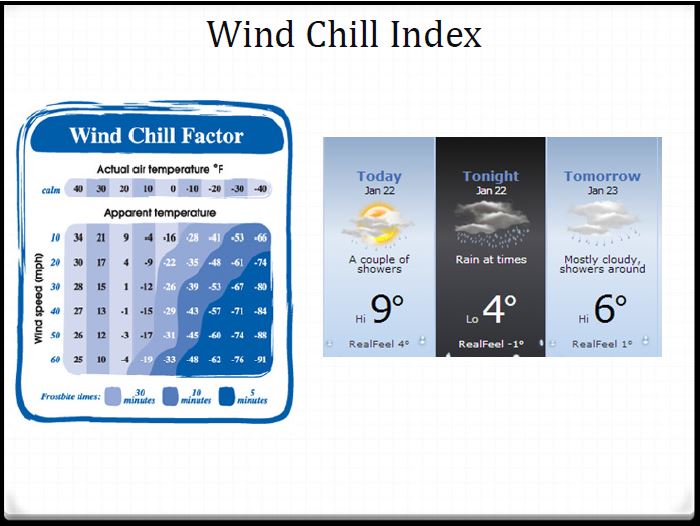 Wind Chill Index
Wind Chill Factor
Actual air temperature °F
calm 40 30 20 10 0 -10 -20 -30 -40
Apparent temperature
Wind speed (mph)
10 34 21 9 -4 -16 -28 -41 -53 -66
20 30 17 4 -9 -22 -35 -48 -61 -74
30 28 15 1 -12 -26 -39 -53 -67 -80
40 27 13 -1 -15 -29 -43 -57 -71 -84
50 26 12 -3 -17 -31 -45 -60 -74 -88
60 25 10 -4 -19 -33 -48 -62 -76 -91
Frostbite times: 30 minutes 10 minutes 5 minutes
Today
Jan 22
A couple of
showers
Hi 9°
RealFeel 4°
Tonight
Jan 22
Rain at times
Lo 4°
RealFeel -1°
Tomorrow
Jan 23
Mostly cloudy,
showers around
Hi 6°
RealFeel 1°